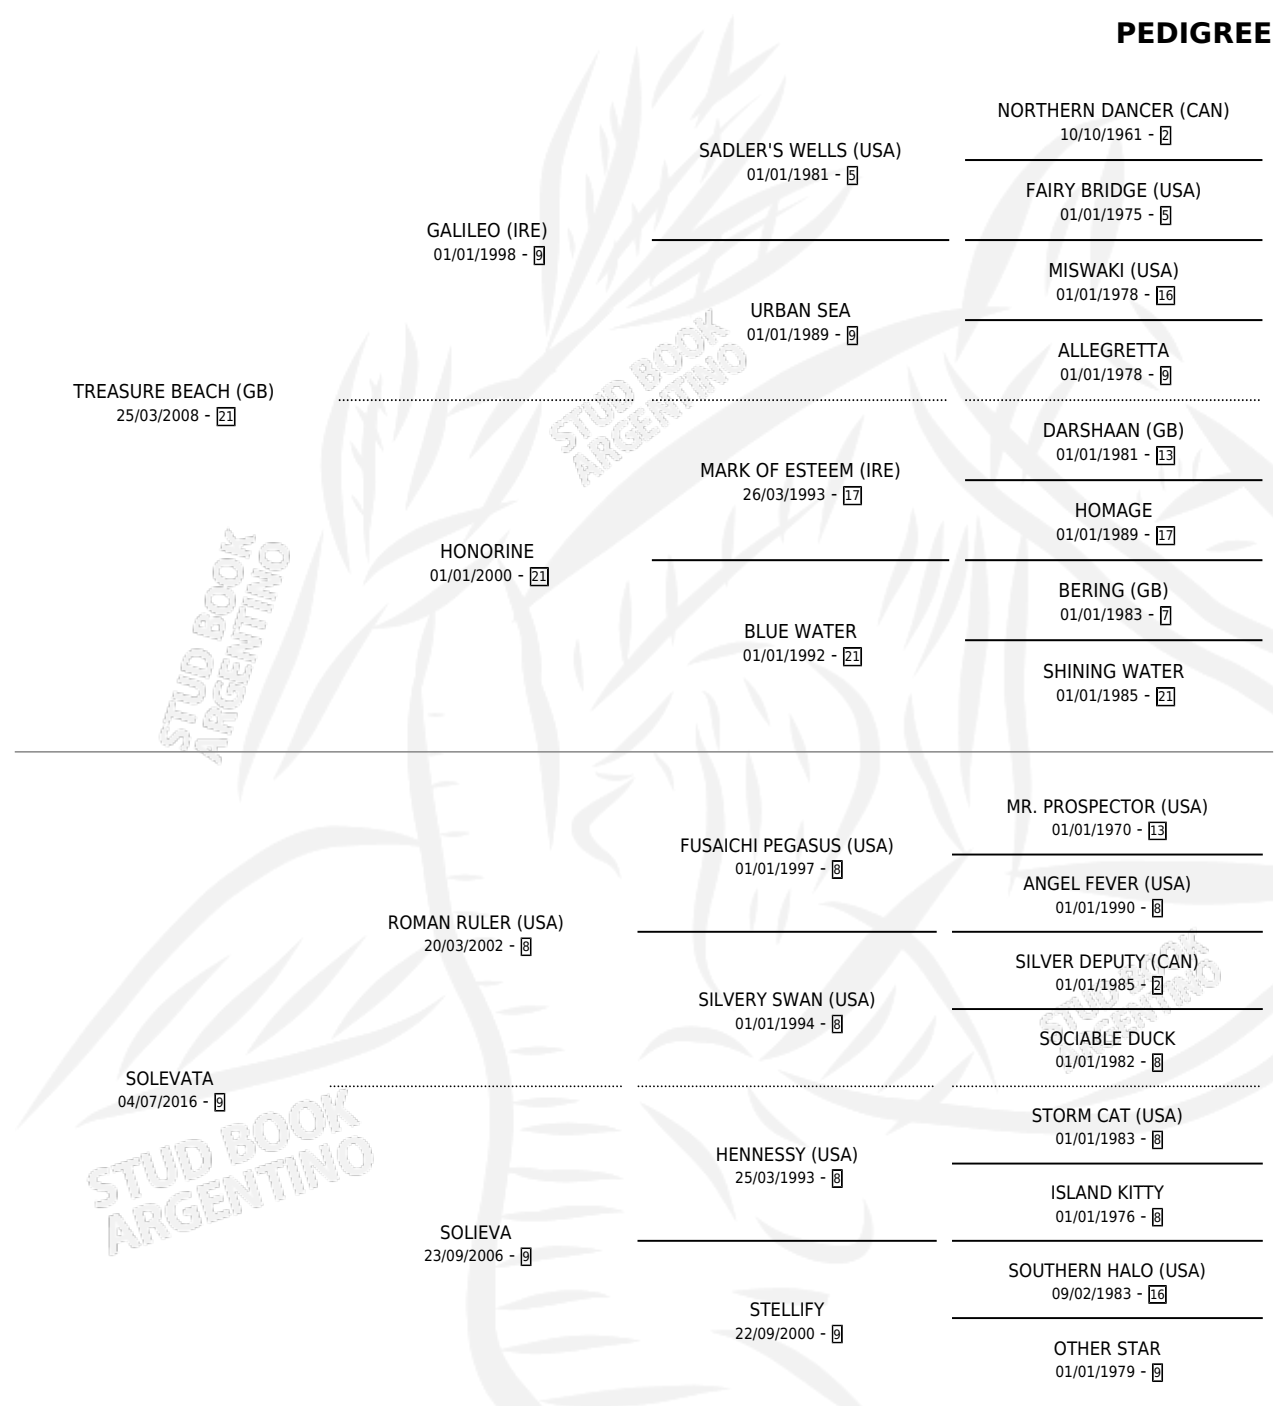 PEDIGREE
NORTHERN DANCER (CAN)
10/10/1961 - 2
SADLER'S WELLS (USA)
01/01/1981 - 5
FAIRY BRIDGE (USA)
01/01/1975 - 5
GALILEO (IRE)
01/01/1998 - 9
MISWAKI (USA)
01/01/1978 - 16
URBAN SEA
01/01/1989 - 9
ALLEGRETTA
01/01/1978 - 9
TREASURE BEACH (GB)
25/03/2008 - 21
DARSHAAN (GB)
01/01/1981 - 13
MARK OF ESTEEM (IRE)
26/03/1993 - 17
HOMAGE
01/01/1989 - 17
HONORINE
01/01/2000 - 21
BERING (GB)
01/01/1983 - 7
BLUE WATER
01/01/1992 - 21
SHINING WATER
01/01/1985 - 21
MR. PROSPECTOR (USA)
01/01/1970 - 13
FUSAICHI PEGASUS (USA)
01/01/1997 - 8
ANGEL FEVER (USA)
01/01/1990 - 8
ROMAN RULER (USA)
20/03/2002 - 8
SILVER DEPUTY (CAN)
01/01/1985 - 2
SILVERY SWAN (USA)
01/01/1994 - 8
SOCIABLE DUCK
01/01/1982 - 8
SOLEVATA
04/07/2016 - 9
STORM CAT (USA)
01/01/1983 - 8
HENNESSY (USA)
25/03/1993 - 8
ISLAND KITTY
01/01/1976 - 8
SOLIEVA
23/09/2006 - 9
SOUTHERN HALO (USA)
09/02/1983 - 16
STELLIFY
22/09/2000 - 9
OTHER STAR
01/01/1979 - 9
STUD BOOK
ARGENTINO
STUD BOOK
ARGENTINO
STUD BOOK
ARGENTINO
STUD BOOK
ARGENTINO